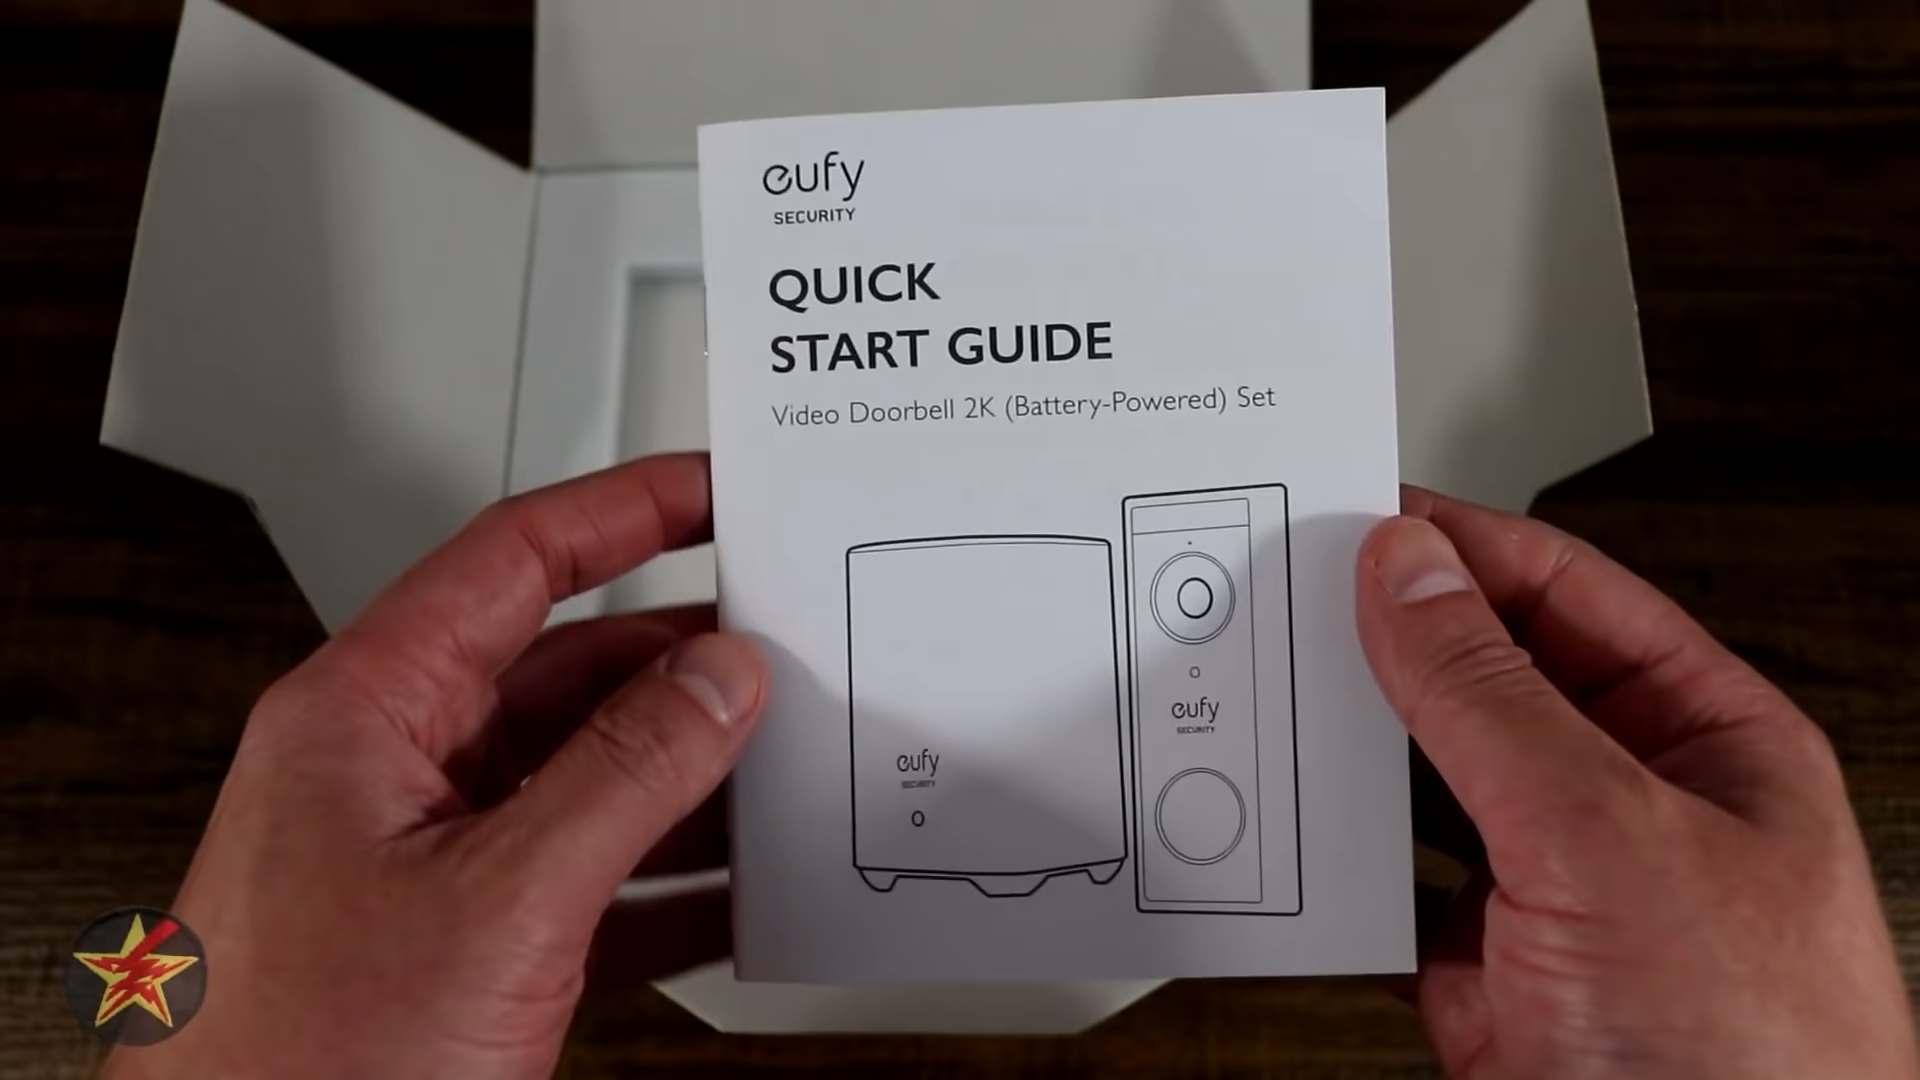 eufy
SECURITY
QUICK
START GUIDE
Video Doorbell 2K (Battery-Powered) Set
eufy
SECURITY
eufy
SECURITY